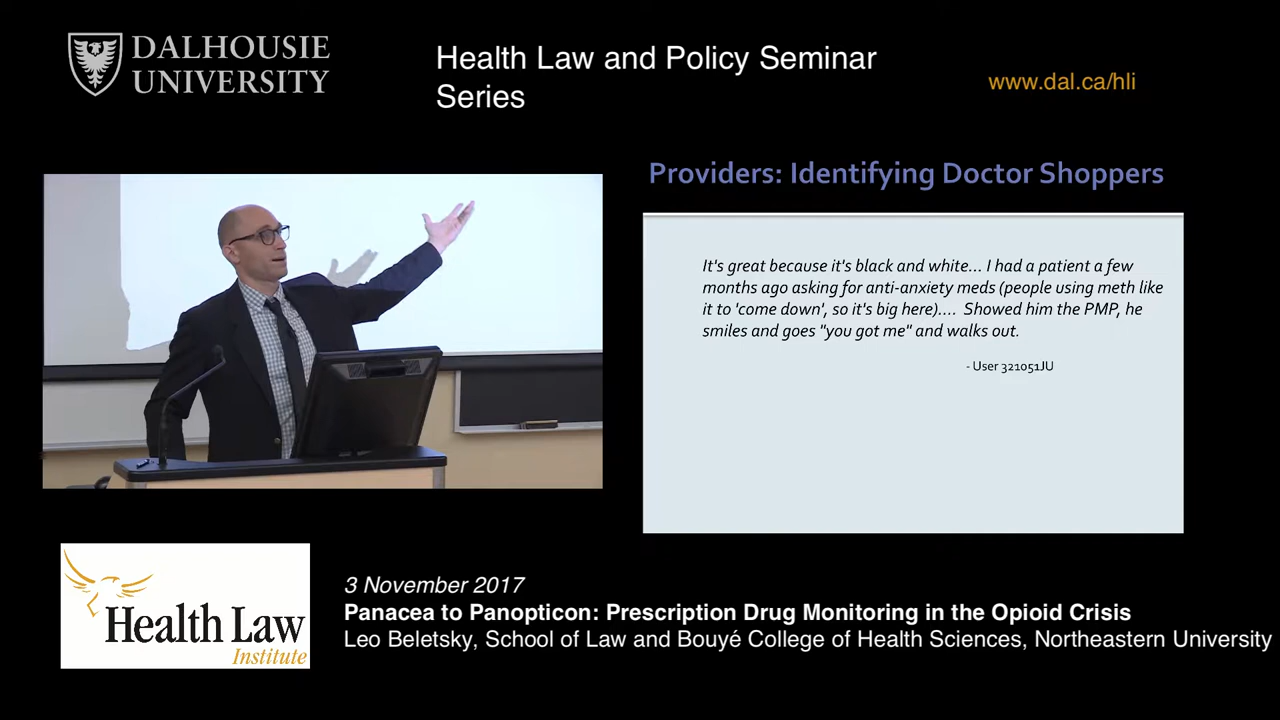 DALHOUSIE
UNIVERSITY
Health Law and Policy Seminar
Series
www.dal.ca/hli
Providers: Identifying Doctor Shoppers
It's great because it's black and white... I had a patient a few
months ago asking for anti-anxiety meds (people using meth like
it to 'come down', so it's big here).... Showed him the PMP, he
smiles and goes "you got me" and walks out.
- User 321051JU
Health Law
Institute
3 November 2017
Panacea to Panopticon: Prescription Drug Monitoring in the Opioid Crisis
Leo Beletsky, School of Law and Bouyé College of Health Sciences, Northeastern University